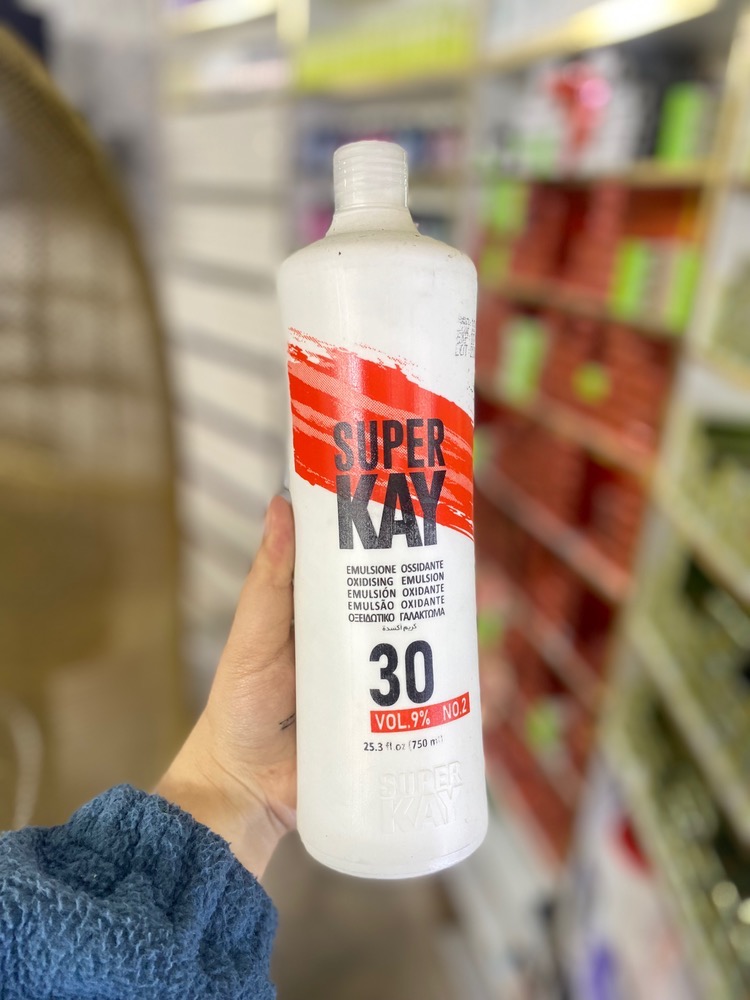 SUPER
KAY
EMULSIONE OSSIDANTE
OXIDISING EMULSION
EMULSIÓN OXIDANTE
EMULSÃO OXIDANTE
ΟΞΕΙΔΩΤΙΚΟ ΓΑΛΑΚΤΩΜΑ
كريم اكسدة
30
VOL.9% NO.2
25.3 fl.oz (750 ml)
SUPER
KAY